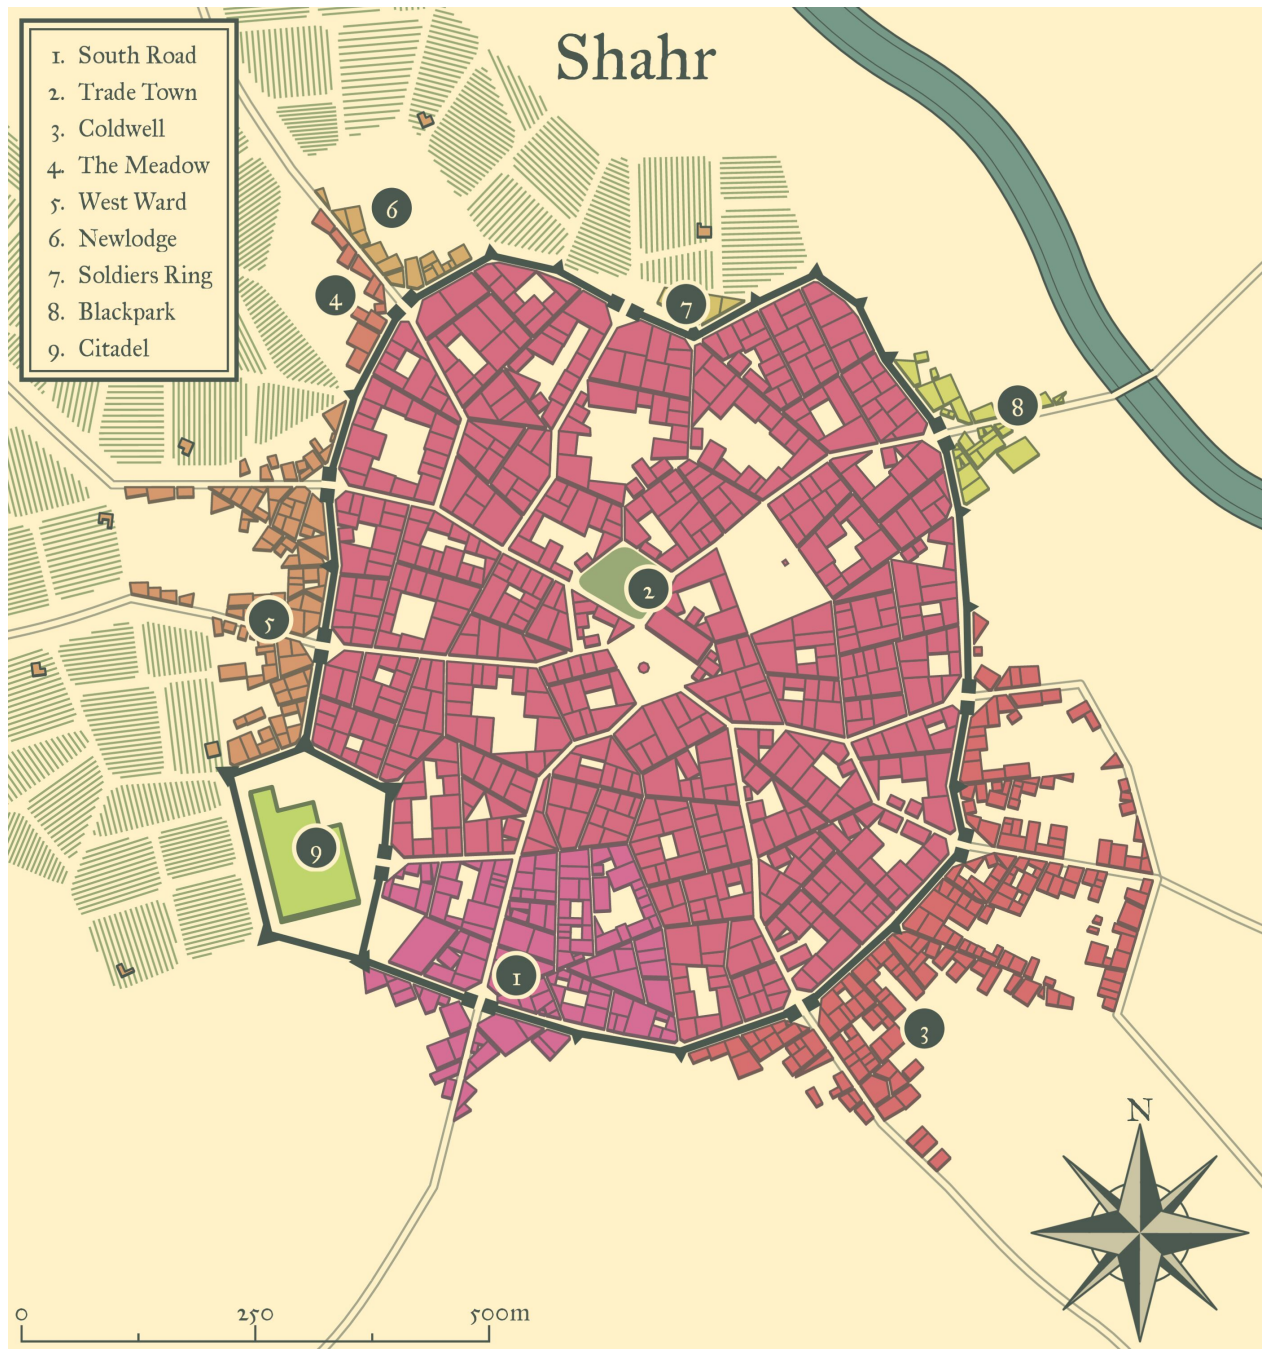 Shahr
1. South Road
2. Trade Town
3. Coldwell
4. The Meadow
5. West Ward
6. Newlodge
7. Soldiers Ring
8. Blackpark
9. Citadel
6
4
7
8
2
5
9
1
3
N
0 250 500m